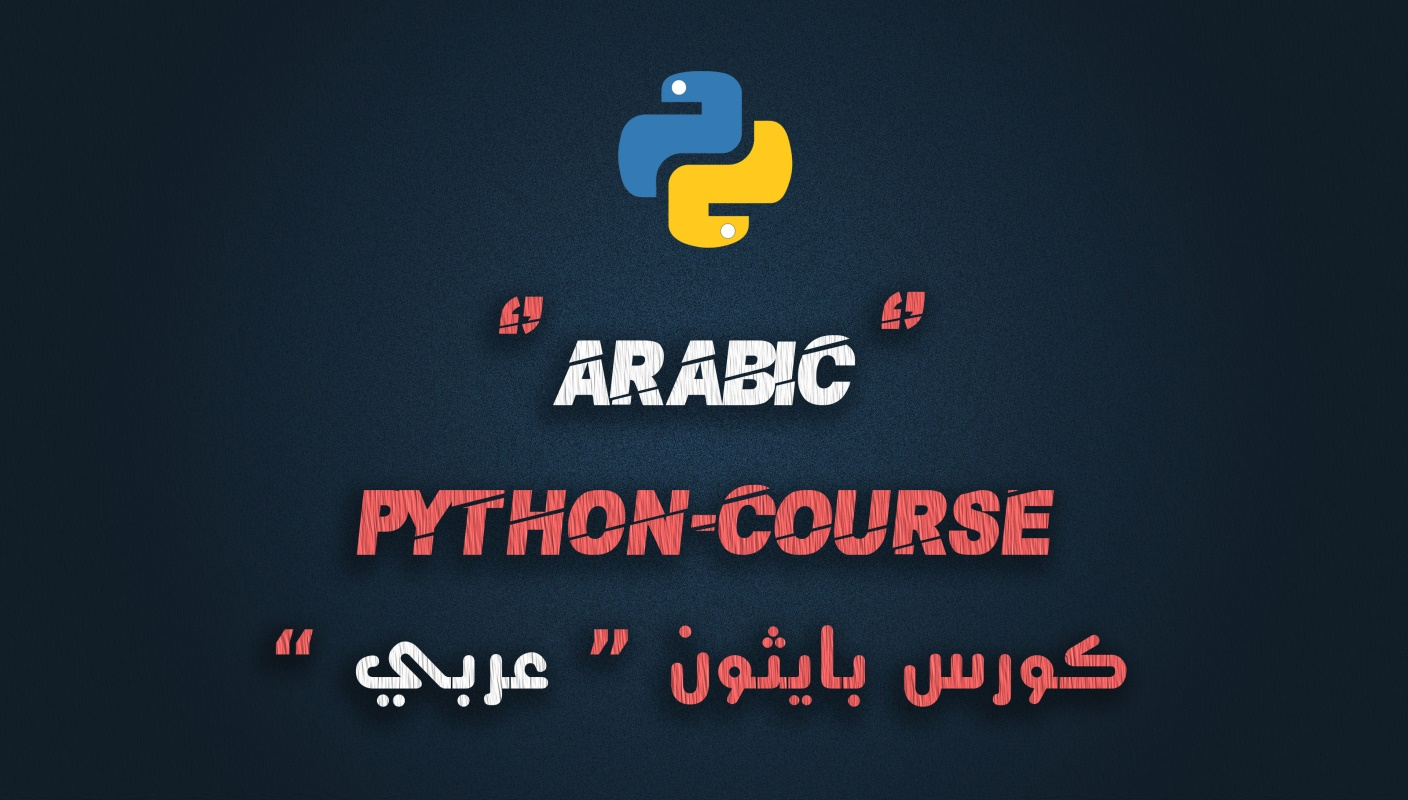 “ ARABIC ”
PYTHON-COURSE
كورس بايثون ” عربي “